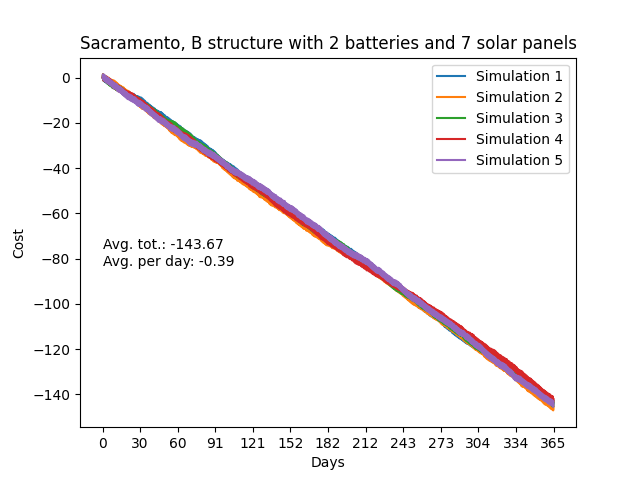 Sacramento, B structure with 2 batteries and 7 solar panels
Simulation 1
Simulation 2
Simulation 3
Simulation 4
Simulation 5
0
−20
−40
−60
−80
−100
−120
−140
Cost
Avg. tot.: -143.67
Avg. per day: -0.39
0 30 60 91 121 152 182 212 243 273 304 334 365
Days